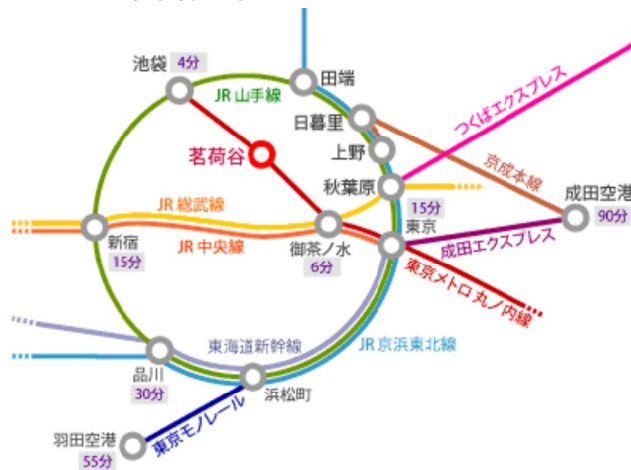 池袋 4分
田端
JR 山手線
日暮里
つくばエクスプレス
茗荷谷
上野
京成本線
秋葉原
成田空港
15分
90分
JR 総武線
東京
新宿
JR 中央線
御茶ノ水
成田エクスプレス
15分
6分
東京メトロ 丸ノ内線
東海道新幹線
JR 京浜東北線
品川
30分
浜松町
東京モノレール
羽田空港
55分